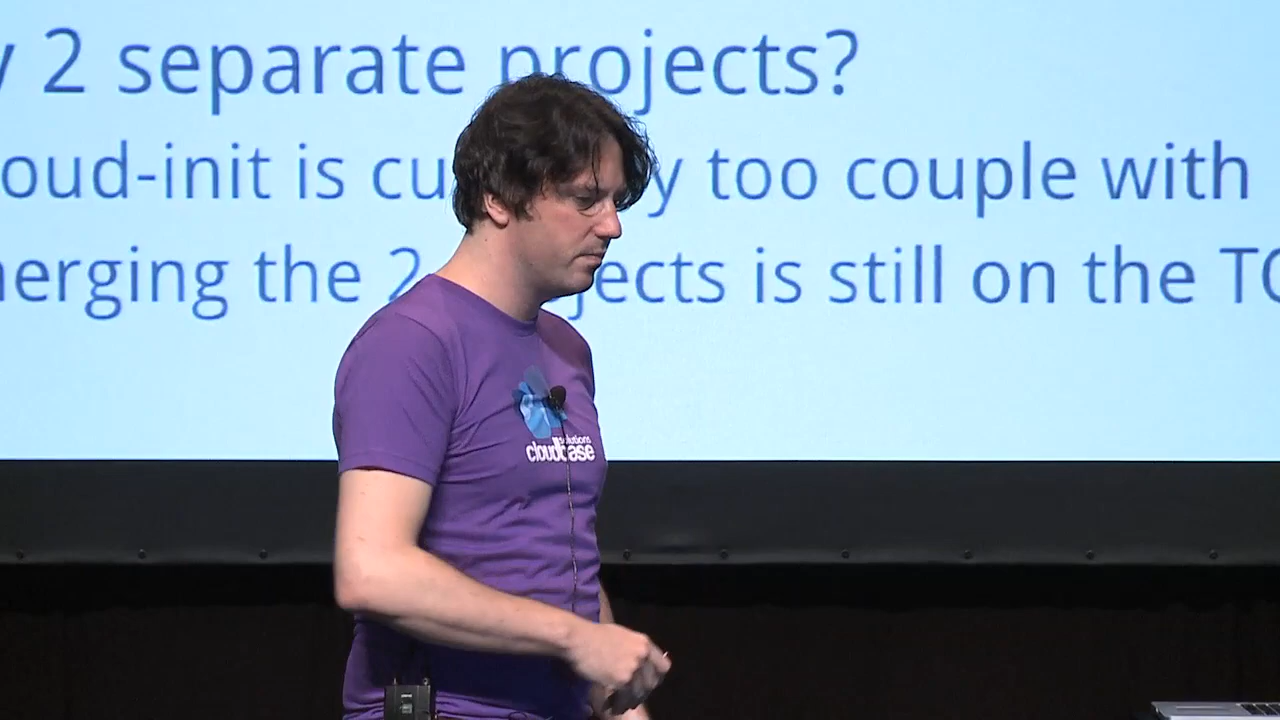 y 2 separate projects?
oud-init is cu y too couple with
erging the 2 jects is still on the TO
solutions
cloudbase